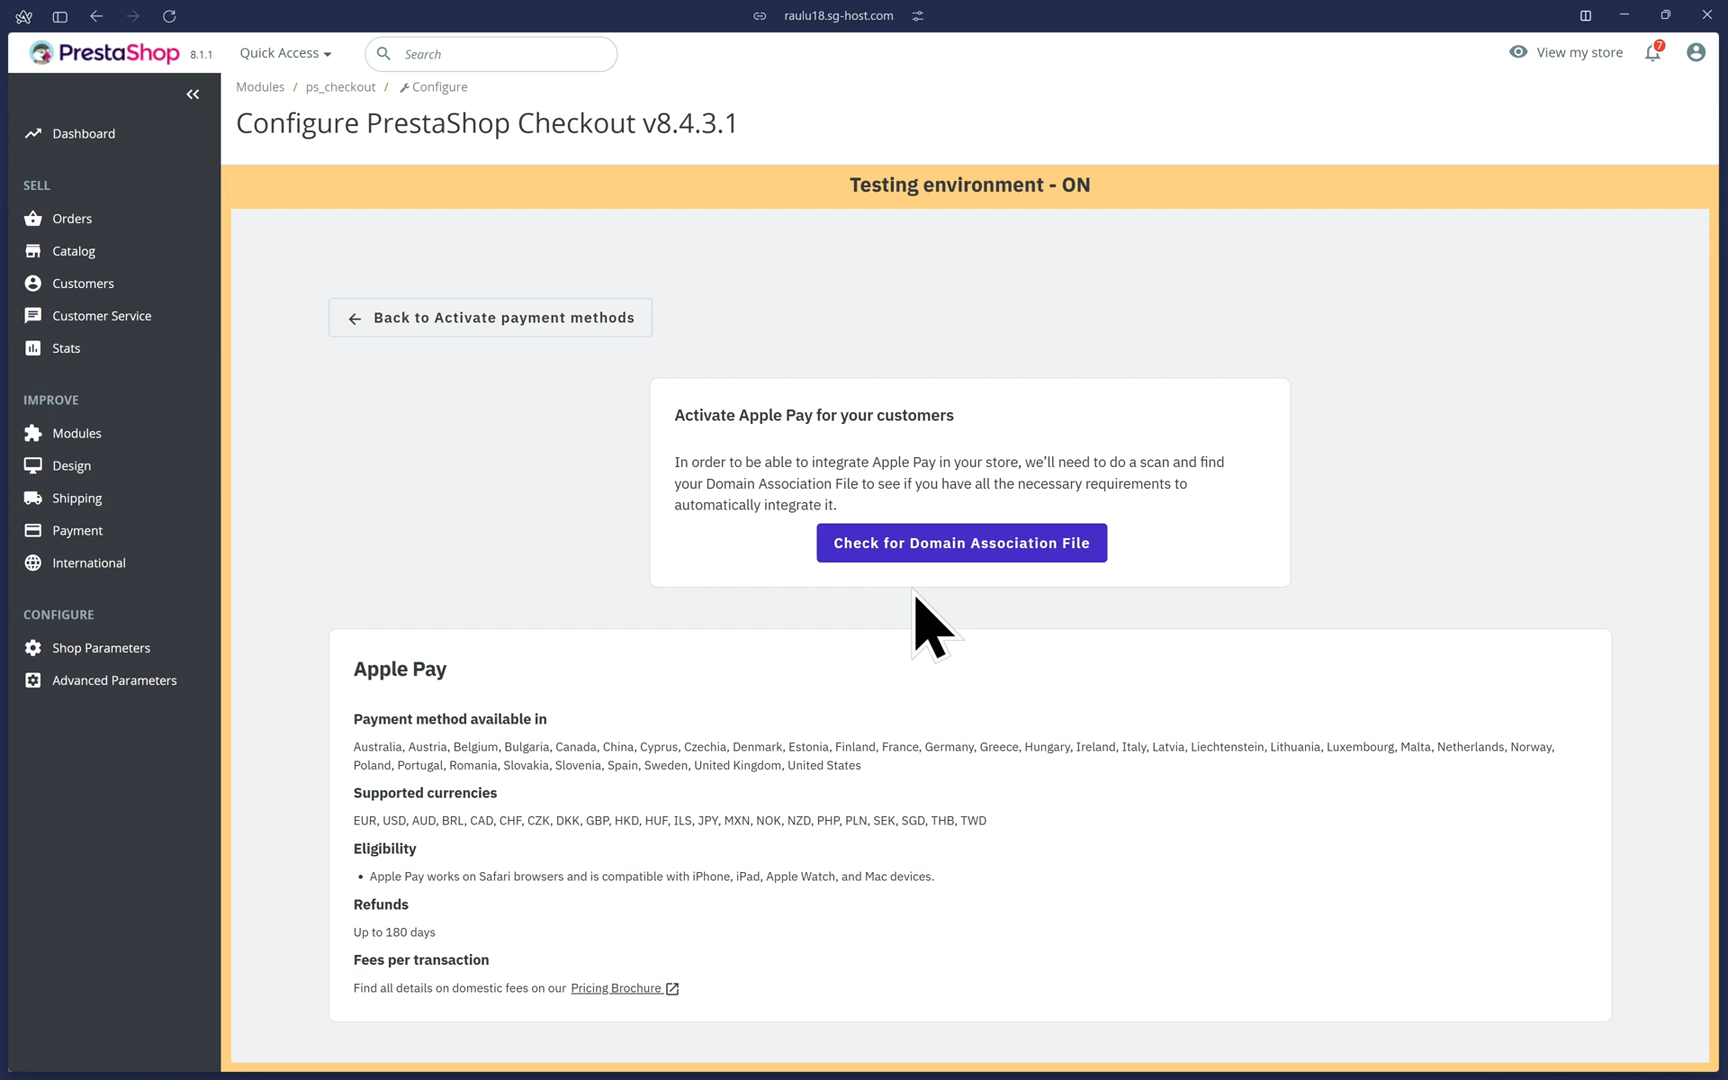 raulu18.sg-host.com
PrestaShop 8.1.1
Quick Access
Search
View my store
7
Modules / ps_checkout / Configure
Configure PrestaShop Checkout v8.4.3.1
Dashboard
SELL
Orders
Catalog
Customers
Customer Service
Stats
IMPROVE
Modules
Design
Shipping
Payment
International
CONFIGURE
Shop Parameters
Advanced Parameters
Testing environment - ON
Back to Activate payment methods
Activate Apple Pay for your customers
In order to be able to integrate Apple Pay in your store, we’ll need to do a scan and find
your Domain Association File to see if you have all the necessary requirements to
automatically integrate it.
Check for Domain Association File
Apple Pay
Payment method available in
Australia, Austria, Belgium, Bulgaria, Canada, China, Cyprus, Czechia, Denmark, Estonia, Finland, France, Germany, Greece, Hungary, Ireland, Italy, Latvia, Liechtenstein, Lithuania, Luxembourg, Malta, Netherlands, Norway,
Poland, Portugal, Romania, Slovakia, Slovenia, Spain, Sweden, United Kingdom, United States
Supported currencies
EUR, USD, AUD, BRL, CAD, CHF, CZK, DKK, GBP, HKD, HUF, ILS, JPY, MXN, NOK, NZD, PHP, PLN, SEK, SGD, THB, TWD
Eligibility
• Apple Pay works on Safari browsers and is compatible with iPhone, iPad, Apple Watch, and Mac devices.
Refunds
Up to 180 days
Fees per transaction
Find all details on domestic fees on our Pricing Brochure